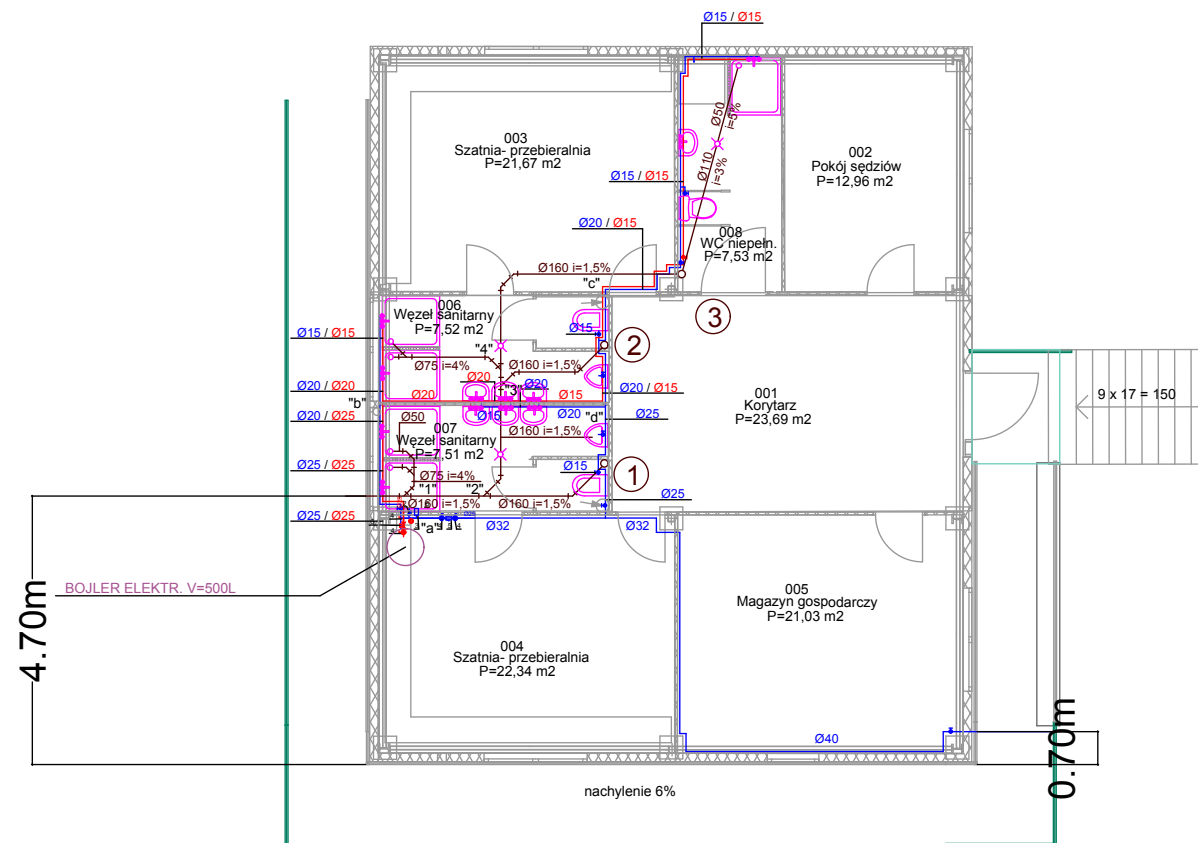 Ø15 / Ø15
003
Szatnia- przebieralnia
P=21,67 m2
Ø50
i=5%
Ø110
i=3%
002
Pokój sędziów
P=12,96 m2
Ø15 / Ø15
Ø20 / Ø15
008
WC niepełn.
P=7,53 m2
Ø160 i=1,5%
"c"
3
006
Węzeł sanitarny
P=7,52 m2
Ø15 / Ø15
Ø15
2
"4"
Ø75 i=4%
Ø160 i=1,5%
Ø20 / Ø20
Ø20
Ø20
"3"
Ø20
Ø15
Ø20 / Ø15
"b"
001
Korytarz
P=23,69 m2
9 x 17 = 150
Ø20 / Ø25
Ø50
Ø15
Ø20
"d"
Ø25
007
Węzeł sanitarny
P=7,51 m2
Ø160 i=1,5%
Ø25 / Ø25
Ø75 i=4%
Ø15
1
"1"
"2"
Ø160 i=1,5%
Ø160 i=1,5%
Ø25
Ø25 / Ø25
"a"
Ø32
Ø32
BOJLER ELEKTR. V=500L
4.70m
004
Szatnia- przebieralnia
P=22,34 m2
005
Magazyn gospodarczy
P=21,03 m2
Ø40
0.70m
nachylenie 6%